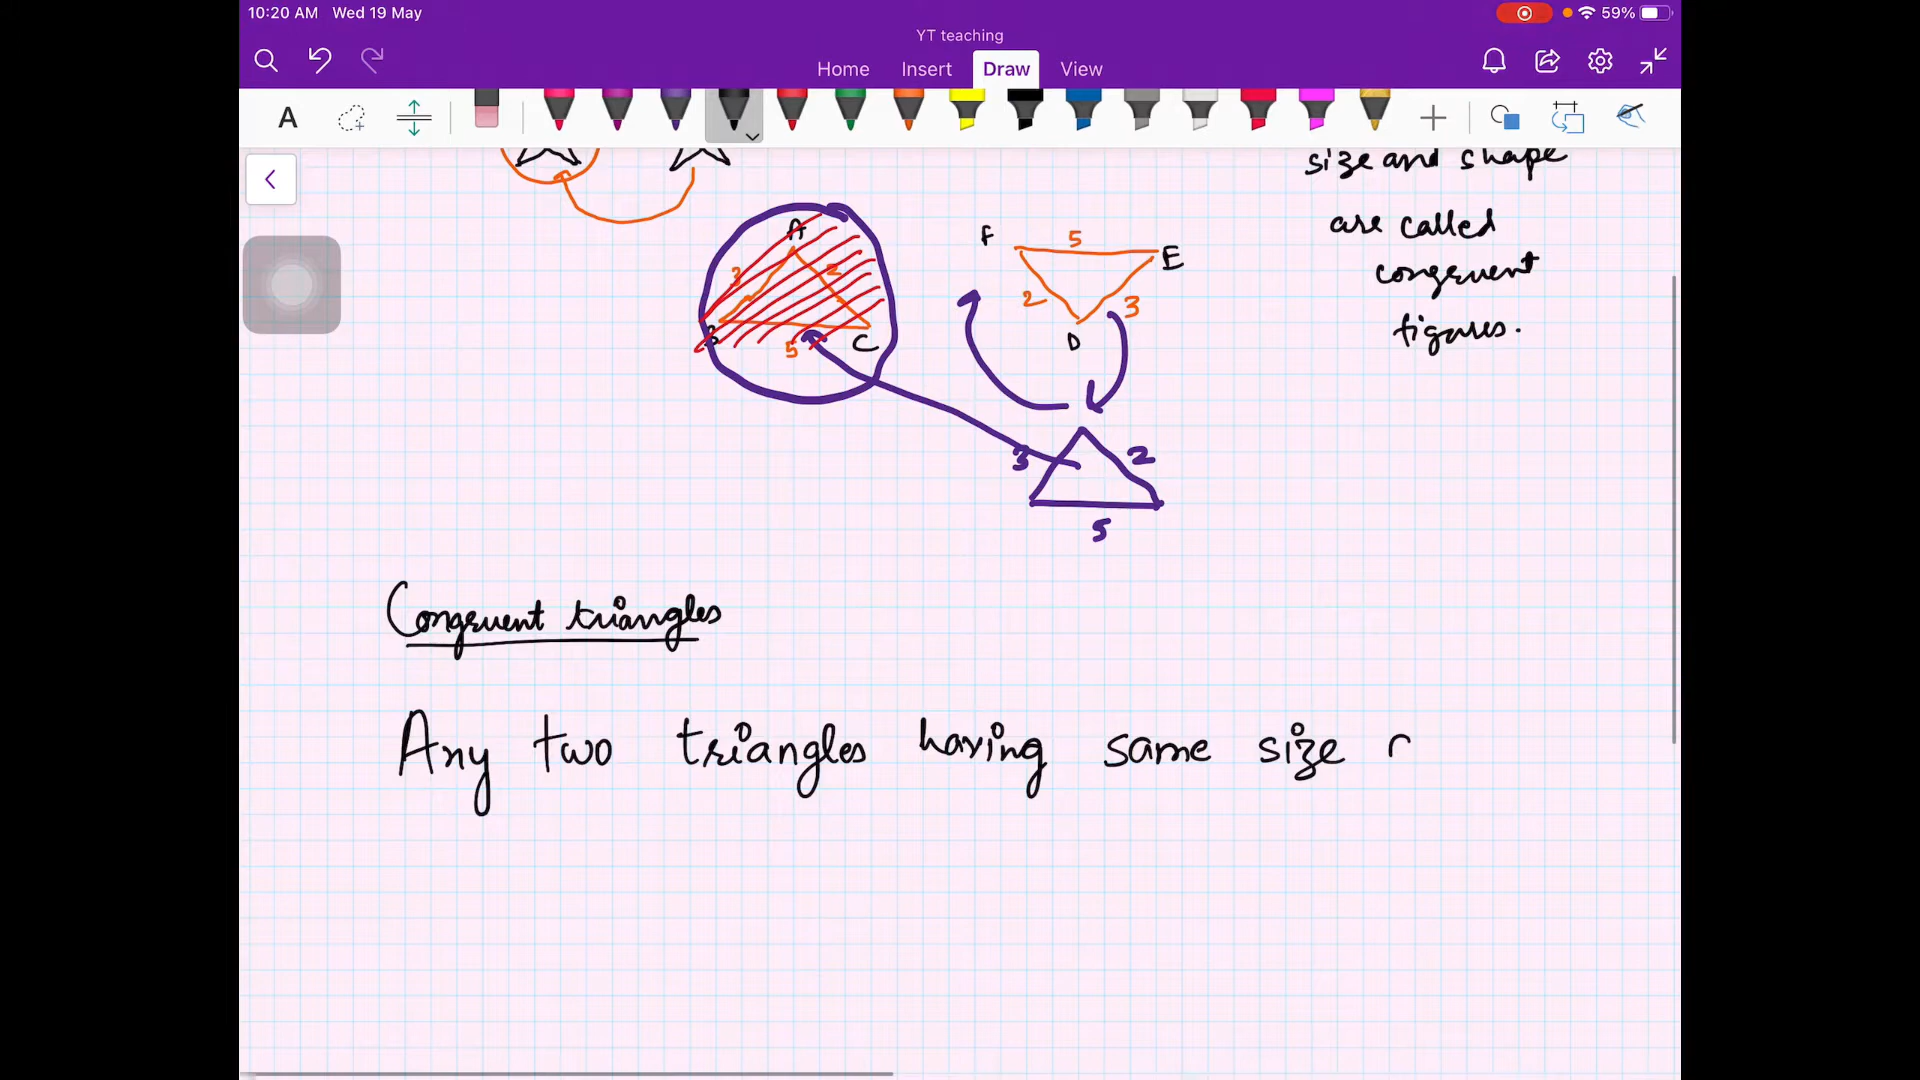 10:20 AM Wed 19 May
59%
YT teaching
Home Insert Draw View
A
size and shape
are called
congruent
figures.
A
3 2
B 5 C
F 5 E
2 3
D
3 2
5
Congruent triangles
Any two triangles having same size